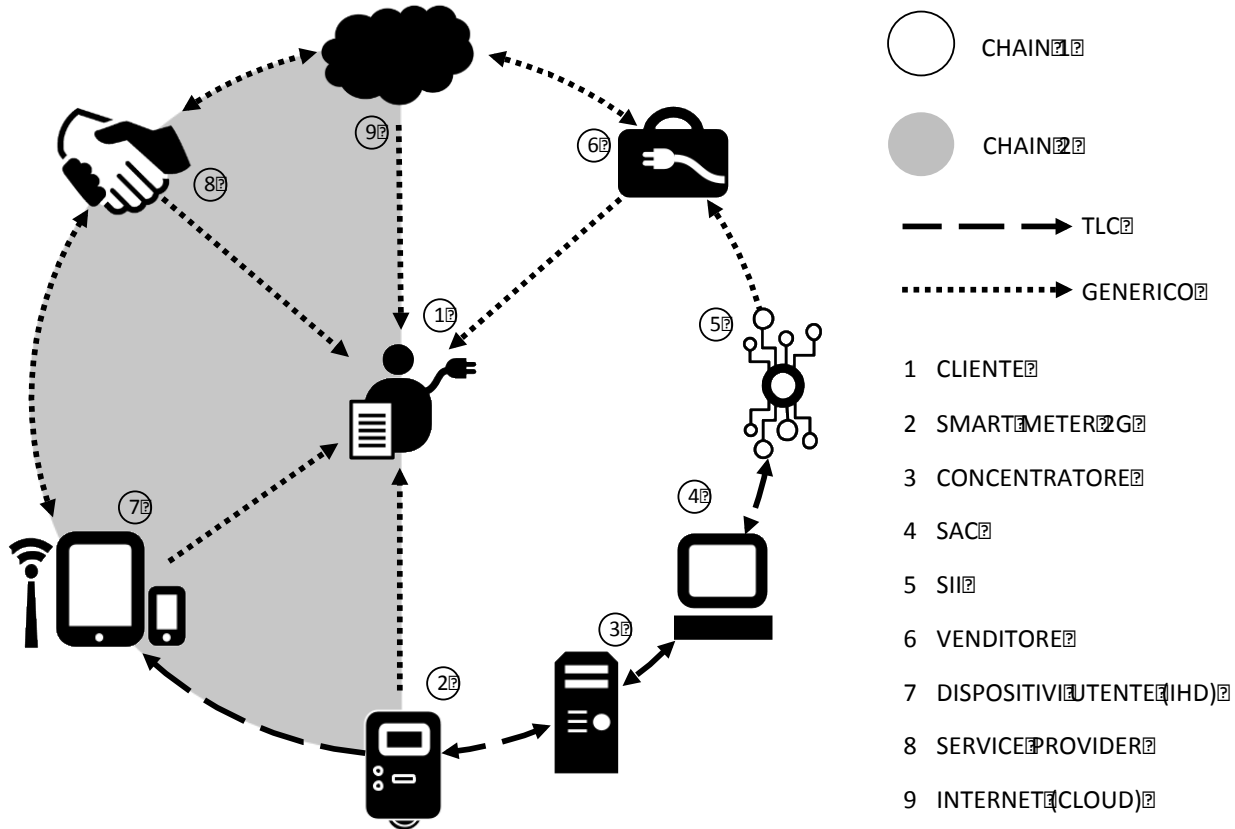 9
6
8
1
5
7
4
3
2
CHAIN 1
CHAIN 2
TLC
GENERICO
1 CLIENTE
2 SMART METER 2G
3 CONCENTRATORE
4 SAC
5 SII
6 VENDITORE
7 DISPOSITIVI UTENTE (IHD)
8 SERVICE PROVIDER
9 INTERNET (CLOUD)